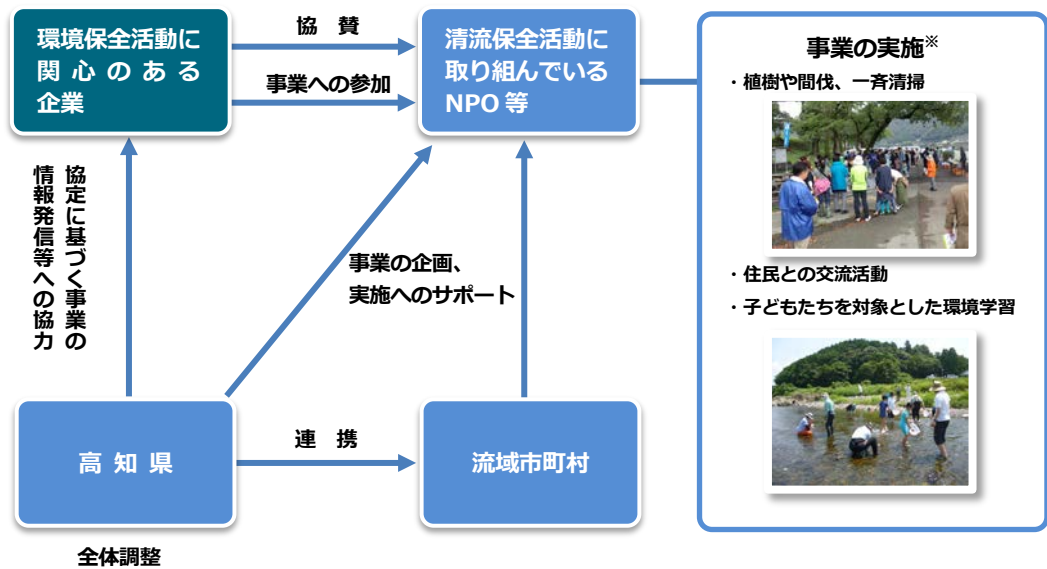 環境保全活動に
関心のある
企業
協賛
事業への参加
清流保全活動に
取り組んでいる
NPO等
事業の実施※
・植樹や間伐、一斉清掃
・住民との交流活動
・子どもたちを対象とした環境学習
協定に基づく事業の
情報発信等への協力
事業の企画、
実施へのサポート
高知県
連携
流域市町村
全体調整